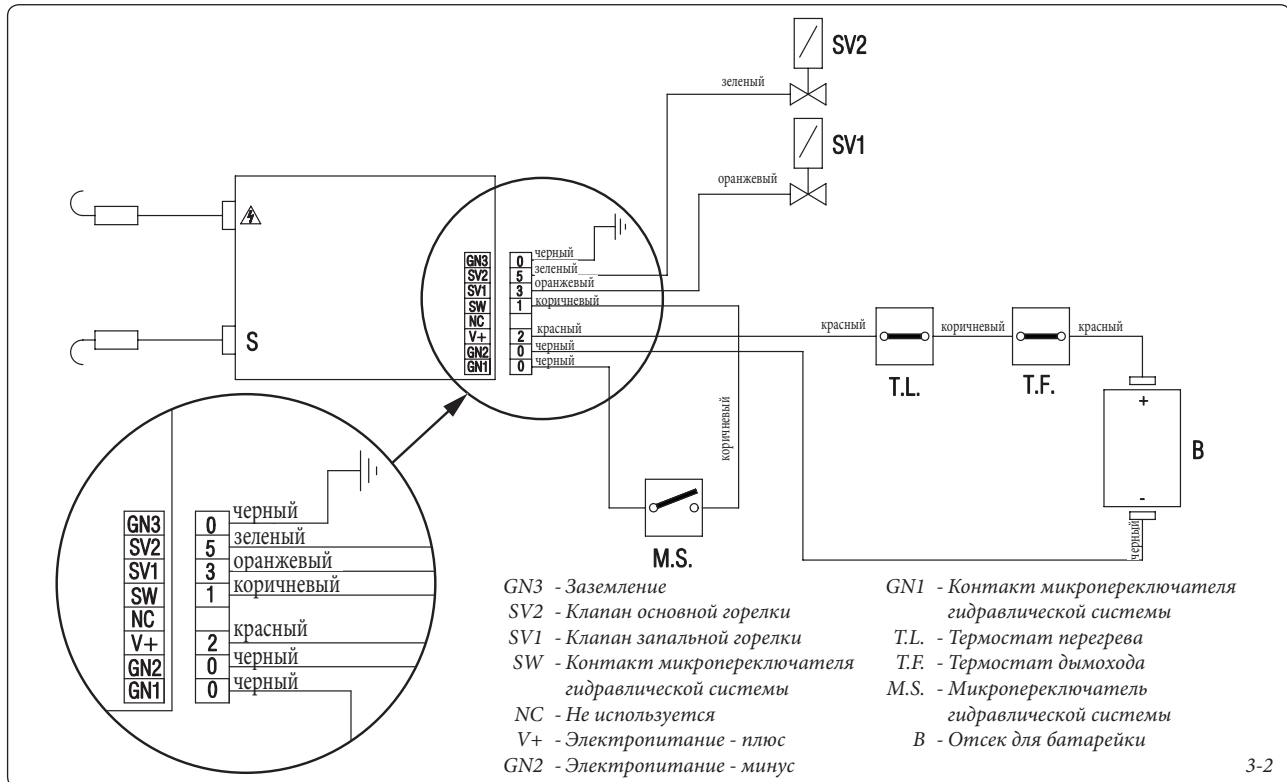 SV2
зеленый
SV1
оранжевый
S
GN3 0 черный
SV2 5 зеленый
SV1 3 оранжевый
SW 1 коричневый
NC
V+ 2 красный
GN2 0 черный
GN1 0 черный
красный
T.L.
коричневый
T.F.
красный
+
-
B
черный
коричневый
M.S.
GN3 0 черный
SV2 5 зеленый
SV1 3 оранжевый
SW 1 коричневый
NC
V+ 2 красный
GN2 0 черный
GN1 0 черный
GN3 - Заземление
SV2 - Клапан основной горелки
SV1 - Клапан запальной горелки
SW - Контакт микропереключателя
гидравлической системы
NC - Не используется
V+ - Электропитание - плюс
GN2 - Электропитание - минус
GN1 - Контакт микропереключателя
гидравлической системы
T.L. - Термостат перегрева
T.F. - Термостат дымохода
M.S. - Микропереключатель
гидравлической системы
B - Отсек для батарейки
3-2